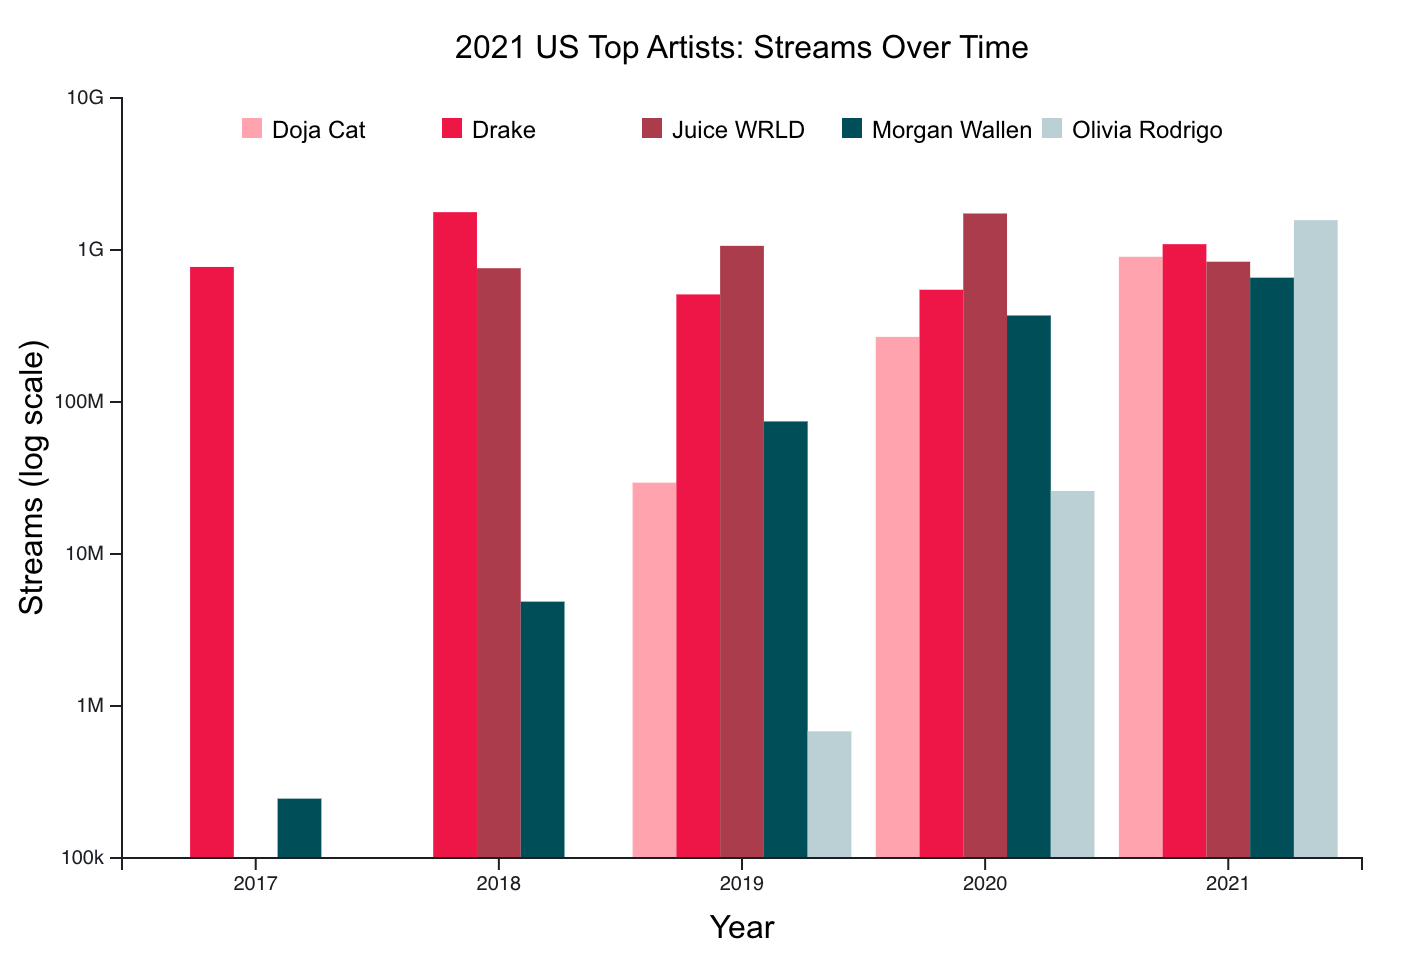 2021 US Top Artists: Streams Over Time
10G
Doja Cat Drake Juice WRLD Morgan Wallen Olivia Rodrigo
1G
100M
10M
1M
100k
Streams (log scale)
2017 2018 2019 2020 2021
Year